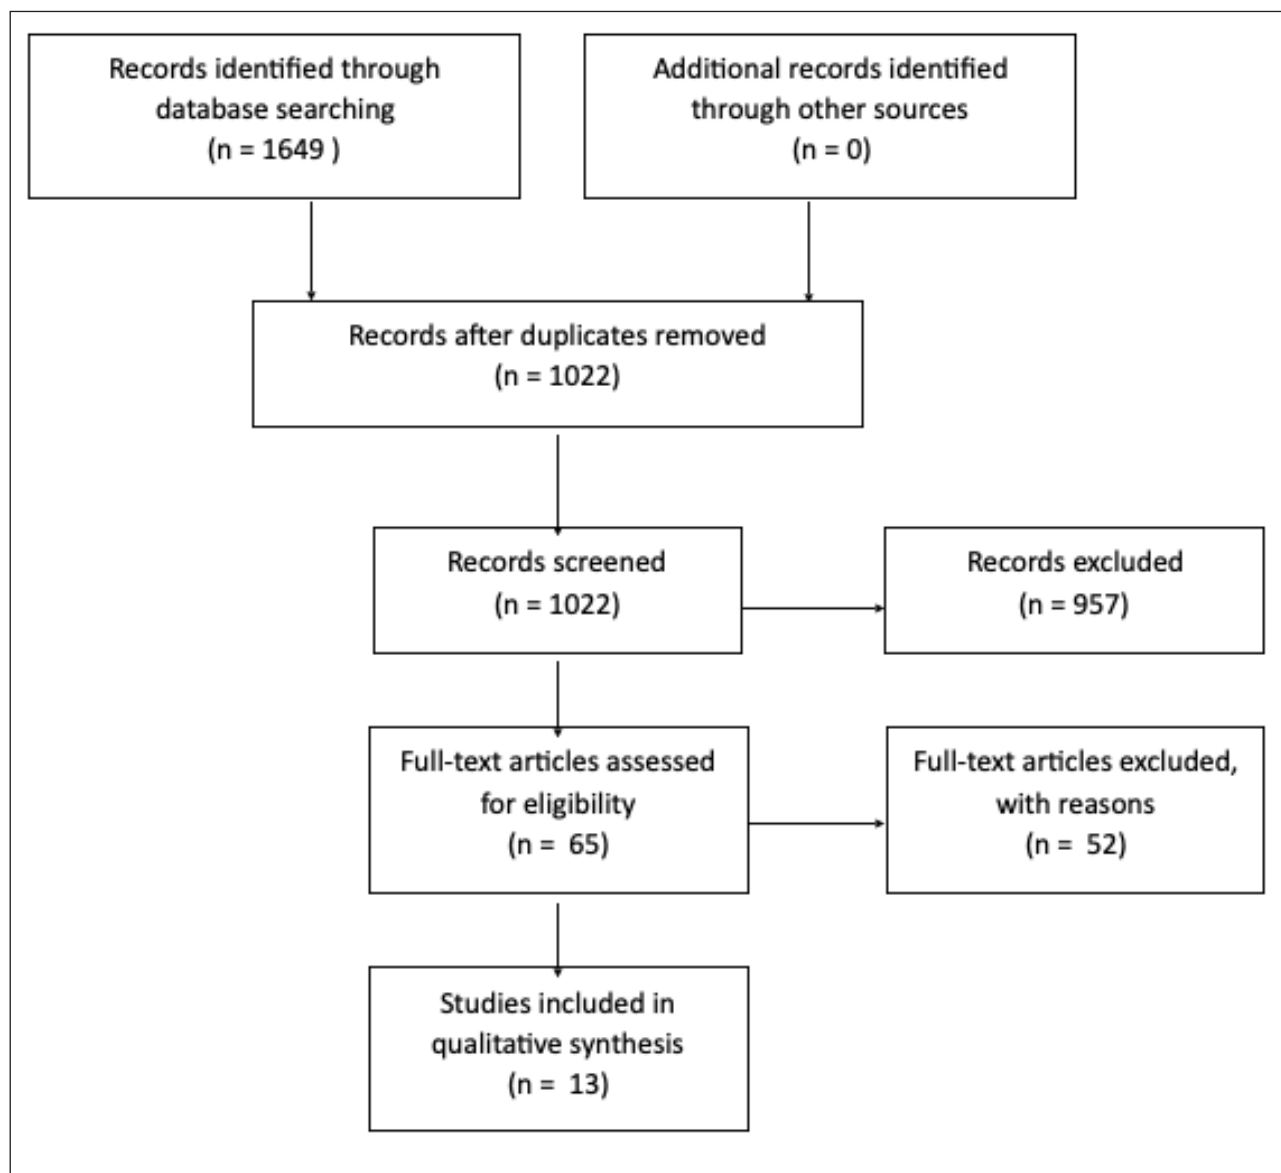 Records identified through
database searching
(n = 1649 )
Additional records identified
through other sources
(n = 0)
Records after duplicates removed
(n = 1022)
Records screened
(n = 1022)
Records excluded
(n = 957)
Full-text articles assessed
for eligibility
(n =  65)
Full-text articles excluded,
with reasons
(n =  52)
Studies included in
qualitative synthesis
(n =  13)